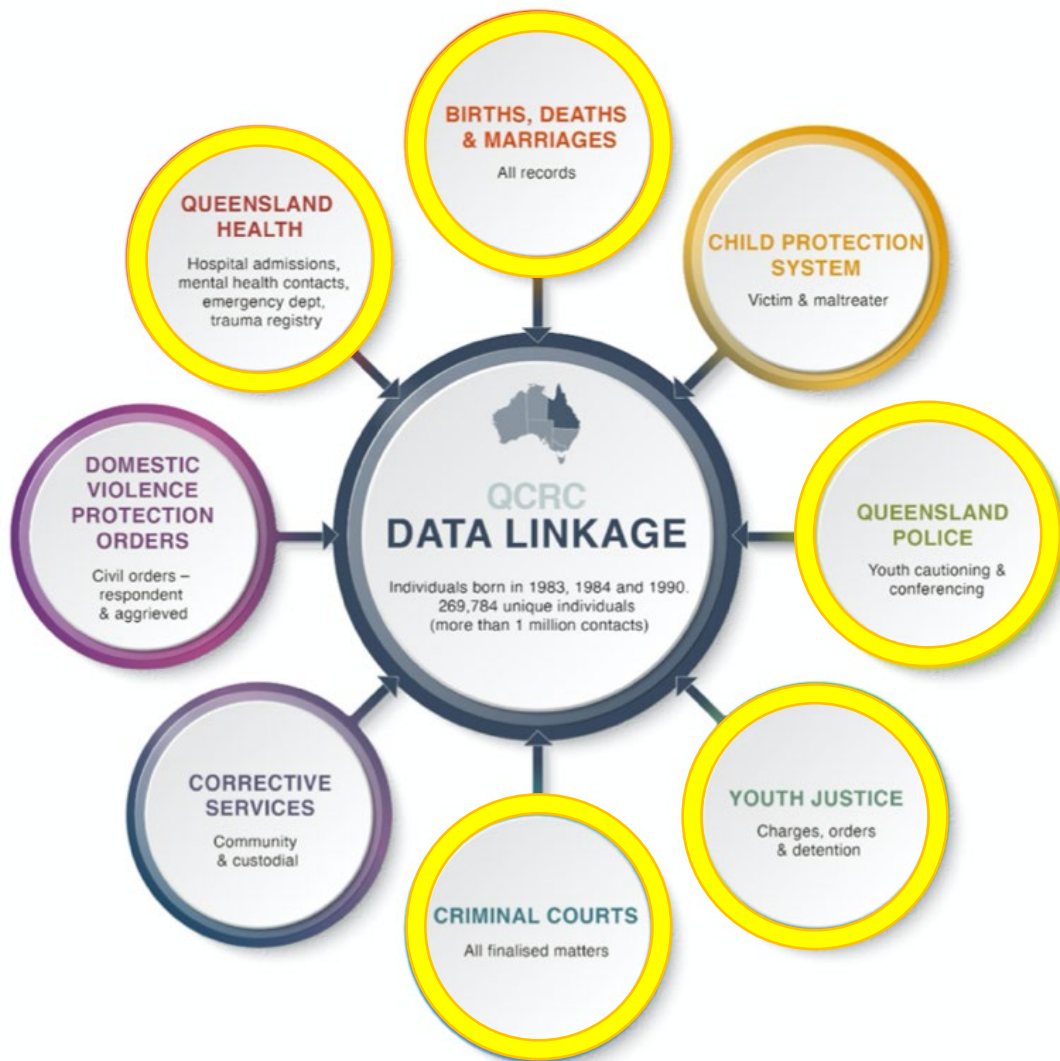 BIRTHS, DEATHS
& MARRIAGES
All records
QUEENSLAND
HEALTH
Hospital admissions,
mental health contacts,
emergency dept,
trauma registry
CHILD PROTECTION
SYSTEM
Victim & maltreater
DOMESTIC
VIOLENCE
PROTECTION
ORDERS
Civil orders –
respondent
& aggrieved
QCRC
DATA LINKAGE
Individuals born in 1983, 1984 and 1990.
269,784 unique individuals
(more than 1 million contacts)
QUEENSLAND
POLICE
Youth cautioning &
conferencing
CORRECTIVE
SERVICES
Community
& custodial
YOUTH JUSTICE
Charges, orders
& detention
CRIMINAL COURTS
All finalised matters